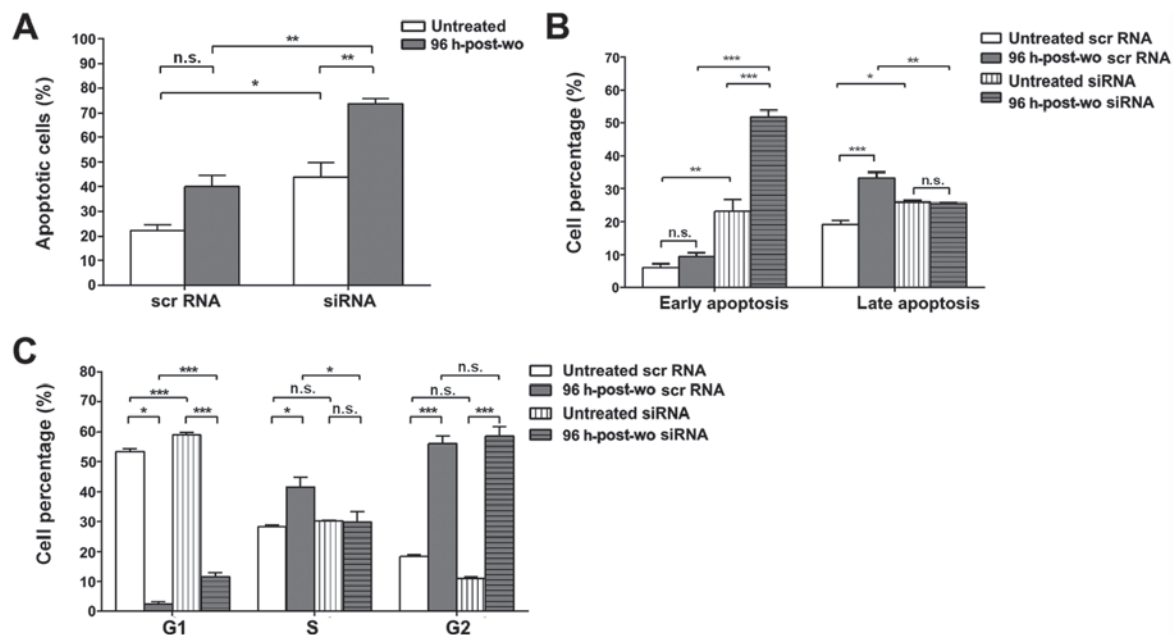 A
Untreated
96 h-post-wo
**
n.s.
**
*
Apoptotic cells (%)
100
90
80
70
60
50
40
30
20
10
100
scr RNA
siRNA
B
Untreated scr RNA
96 h-post-wo scr RNA
Untreated siRNA
96 h-post-wo siRNA
***
**
***
*
**
***
n.s.
n.s.
Cell percentage (%)
70
60
50
40
30
20
10
0
Early apoptosis
Late apoptosis
C
Untreated scr RNA
96 h-post-wo scr RNA
Untreated siRNA
96 h-post-wo siRNA
***
*
n.s.
***
n.s.
n.s.
*
***
*
n.s.
***
***
Cell percentage (%)
80
70
60
50
40
30
20
10
0
G1
S
G2